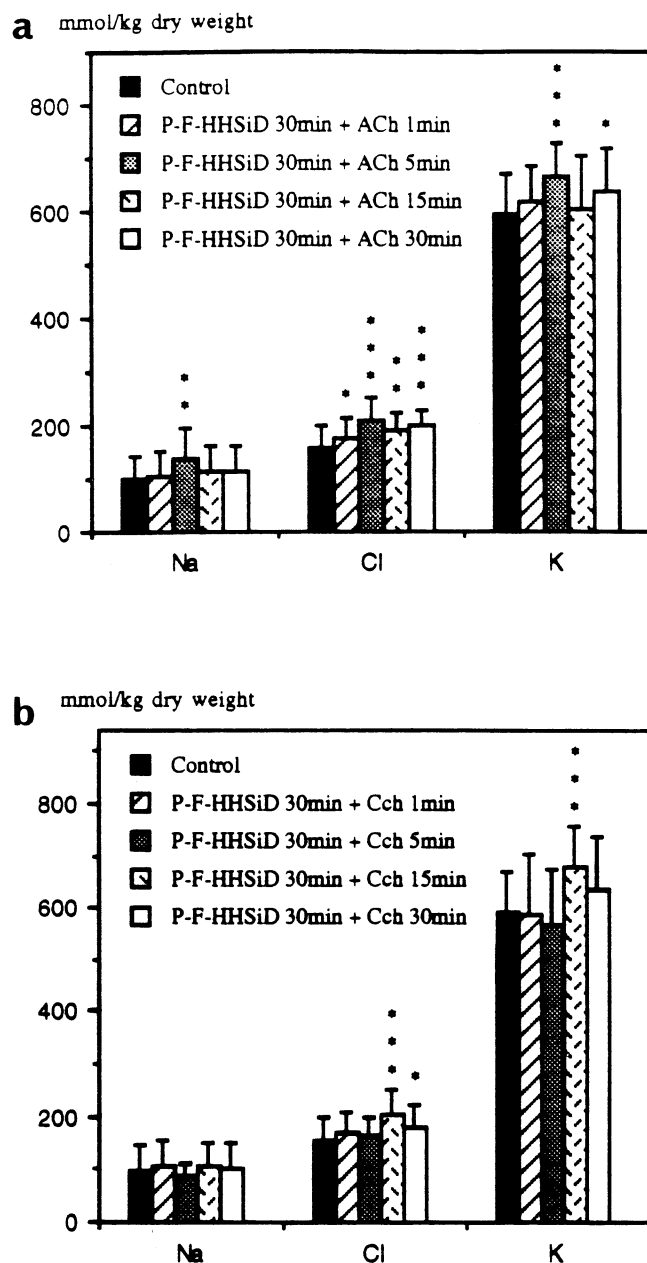 a mmol/kg dry weight
Control
P-F-HHSiD 30min + ACh 1min
P-F-HHSiD 30min + ACh 5min
P-F-HHSiD 30min + ACh 15min
P-F-HHSiD 30min + ACh 30min
800
600
400
200
0
Na Cl K
* * * * * * * * * * * * * * * 
b mmol/kg dry weight
Control
P-F-HHSiD 30min + Cch 1min
P-F-HHSiD 30min + Cch 5min
P-F-HHSiD 30min + Cch 15min
P-F-HHSiD 30min + Cch 30min
800
600
400
200
0
Na Cl K
* * * * * * *